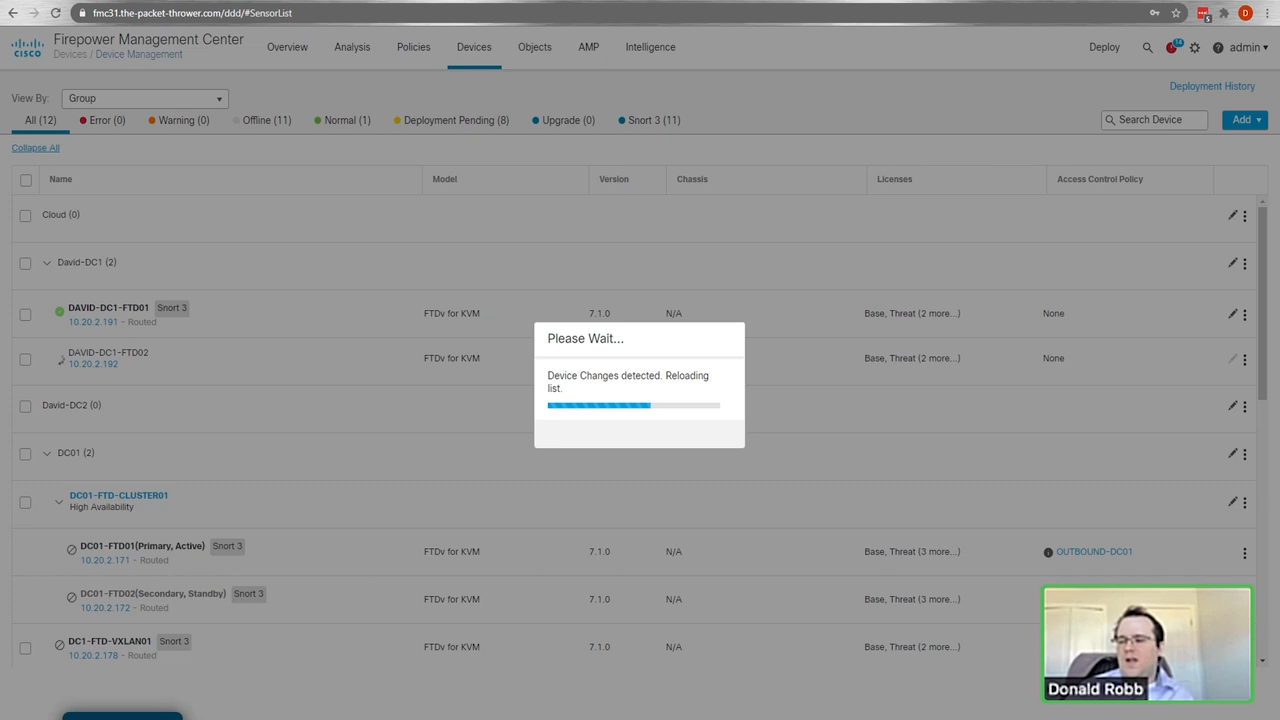 fmc31.the-packet-thrower.com/ddd/#SensorList
5
D
CISCO
Firepower Management Center
Devices / Device Management
Overview
Analysis
Policies
Devices
Objects
AMP
Intelligence
Deploy
14
admin
Deployment History
View By:
Group
All (12)
Error (0)
Warning (0)
Offline (11)
Normal (1)
Deployment Pending (8)
Upgrade (0)
Snort 3 (11)
Search Device
Add
Collapse All
Name
Model
Version
Chassis
Licenses
Access Control Policy
Cloud (0)
David-DC1 (2)
DAVID-DC1-FTD01 Snort 3
10.20.2.191 - Routed
FTDv for KVM
7.1.0
N/A
Base, Threat (2 more...)
None
DAVID-DC1-FTD02
10.20.2.192
FTDv for KVM
7.1.0
N/A
Base, Threat (2 more...)
None
Please Wait...
Device Changes detected. Reloading
list.
David-DC2 (0)
DC01 (2)
DC01-FTD-CLUSTER01
High Availability
DC01-FTD01(Primary, Active) Snort 3
10.20.2.171 - Routed
FTDv for KVM
7.1.0
N/A
Base, Threat (3 more...)
OUTBOUND-DC01
DC01-FTD02(Secondary, Standby) Snort 3
10.20.2.172 - Routed
FTDv for KVM
7.1.0
N/A
Base, Threat (3 more...)
DC1-FTD-VXLAN01 Snort 3
10.20.2.178 - Routed
FTDv for KVM
7.1.0
N/A
Base, Threat (2 more...)
Donald Robb